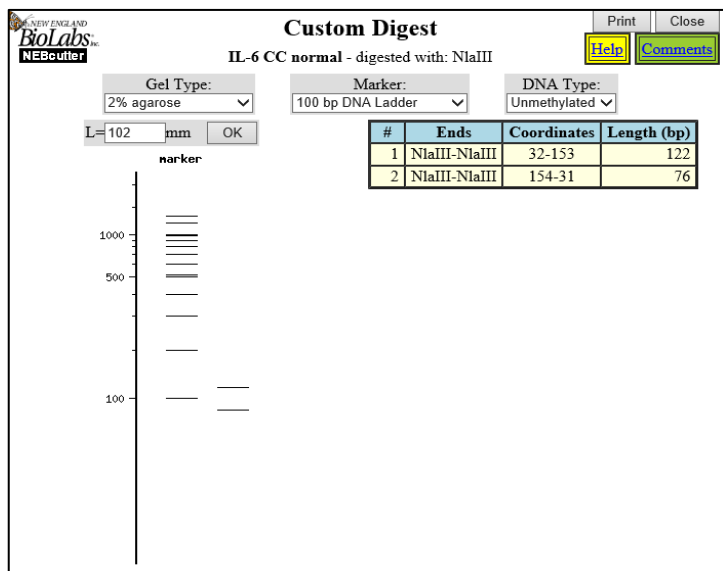 NEW ENGLAND
BioLabs Inc.
NEBcutter
Custom Digest
IL-6 CC normal - digested with: NlaIII
Print Close
Help Comments
Gel Type:
2% agarose
Marker:
100 bp DNA Ladder
DNA Type:
Unmethylated
L= 102 mm OK
# Ends Coordinates Length (bp)
1 NlaIII-NlaIII 32-153 122
2 NlaIII-NlaIII 154-31 76
marker
1000
500
100